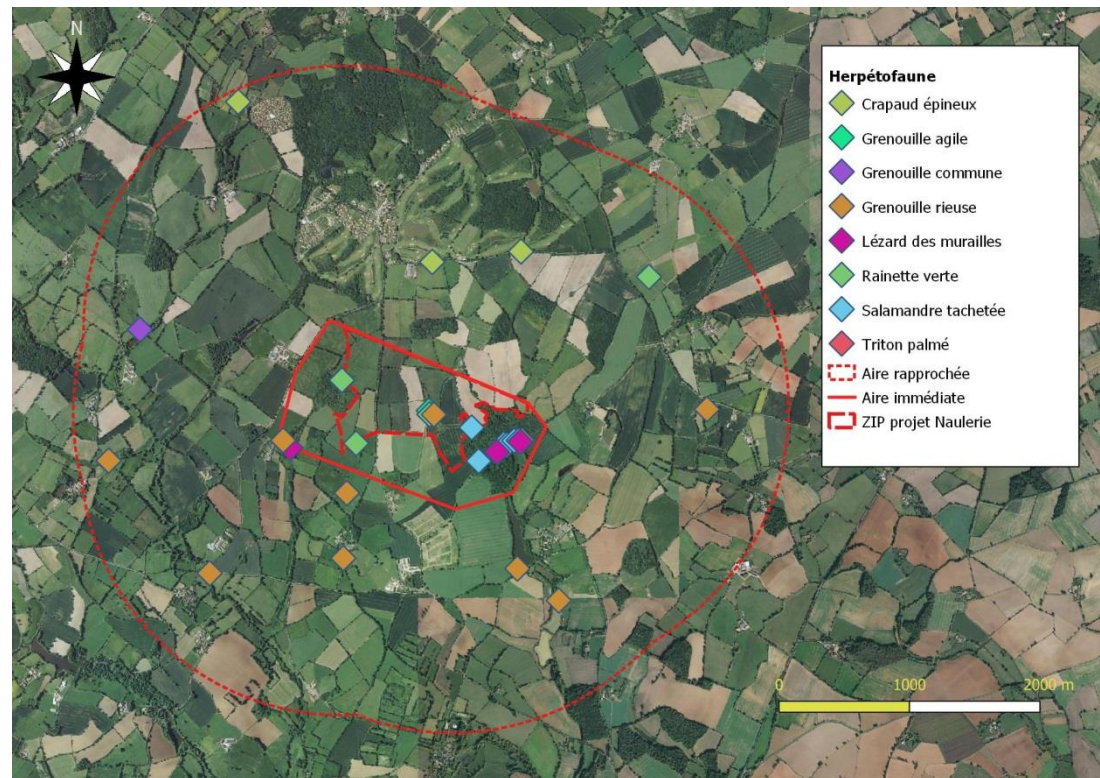 N
Herpétofaune
Crapaud épineux
Grenouille agile
Grenouille commune
Grenouille rieuse
Lézard des murailles
Rainette verte
Salamandre tachetée
Triton palmé
Aire rapprochée
Aire immédiate
ZIP projet Naulerie
0 1000 2000 m